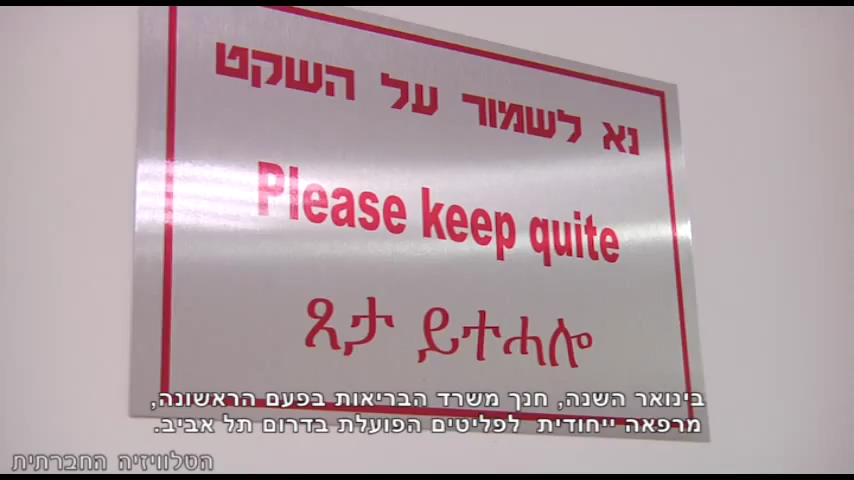 נא לשמור על השקט
Please keep quite
ጸታ ይተሓሎ
בינואר השנה, חנך משרד הבריאות בפעם הראשונה,
מרפאה ייחודית לפליטים הפועלת בדרום תל אביב.
הטלוויזיה החברתית